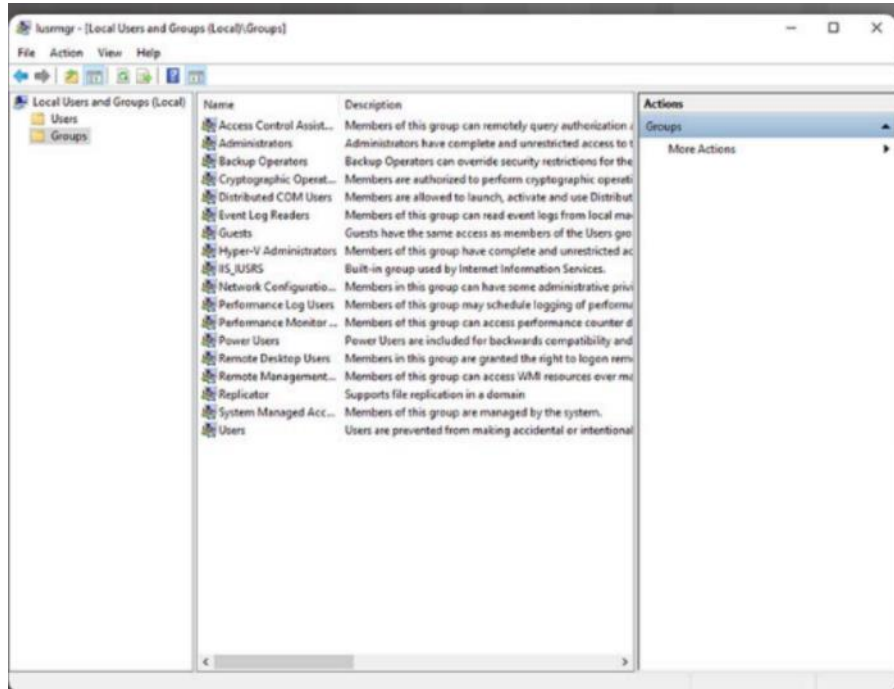 lusrmgr - [Local Users and Groups (Local)\Groups]
File Action View Help
Local Users and Groups (Local)
Users
Groups
Name Description
Access Control Assist... Members of this group can remotely query authorization
Administrators Administrators have complete and unrestricted access to t
Backup Operators Backup Operators can override security restrictions for the
Cryptographic Operat... Members are authorized to perform cryptographic operati
Distributed COM Users Members are allowed to launch, activate and use Distribut
Event Log Readers Members of this group can read event logs from local ma
Guests Guests have the same access as members of the Users gro
Hyper-V Administrators Members of this group have complete and unrestricted ac
IIS_IUSRS Built-in group used by Internet Information Services.
Network Configuratio... Members in this group can have some administrative privi
Performance Log Users Members of this group may schedule logging of performa
Performance Monitor ... Members of this group can access performance counter d
Power Users Power Users are included for backwards compatibility and
Remote Desktop Users Members in this group are granted the right to logon rem
Remote Management... Members of this group can access WMI resources over ma
Replicator Supports file replication in a domain
System Managed Acc... Members of this group are managed by the system.
Users Users are prevented from making accidental or intentional
Actions
Groups
More Actions